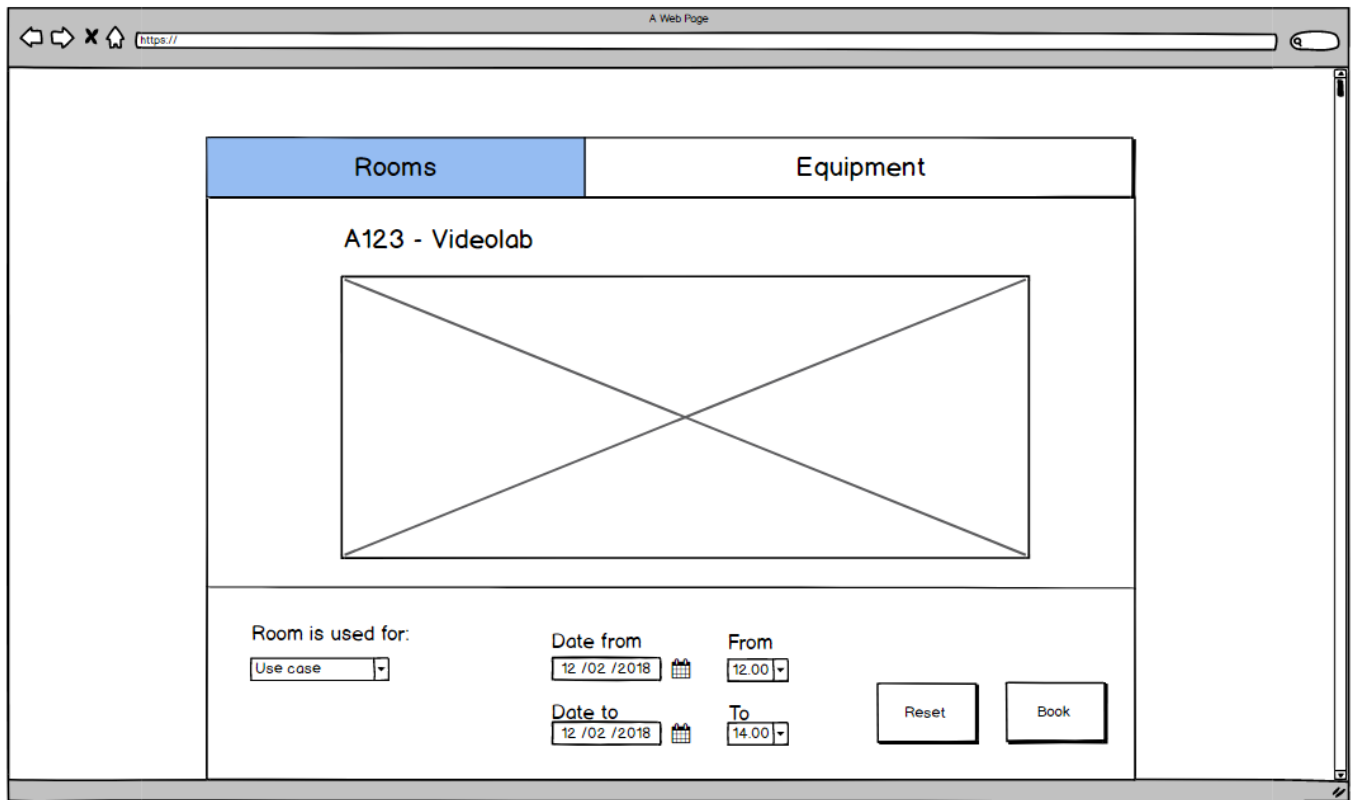 A Web Page
https://
Rooms Equipment
A123 - Videolab
Room is used for:
Use case
Date from From
12 /02 /2018 12.00
Date to To
12 /02 /2018 14.00
Reset Book